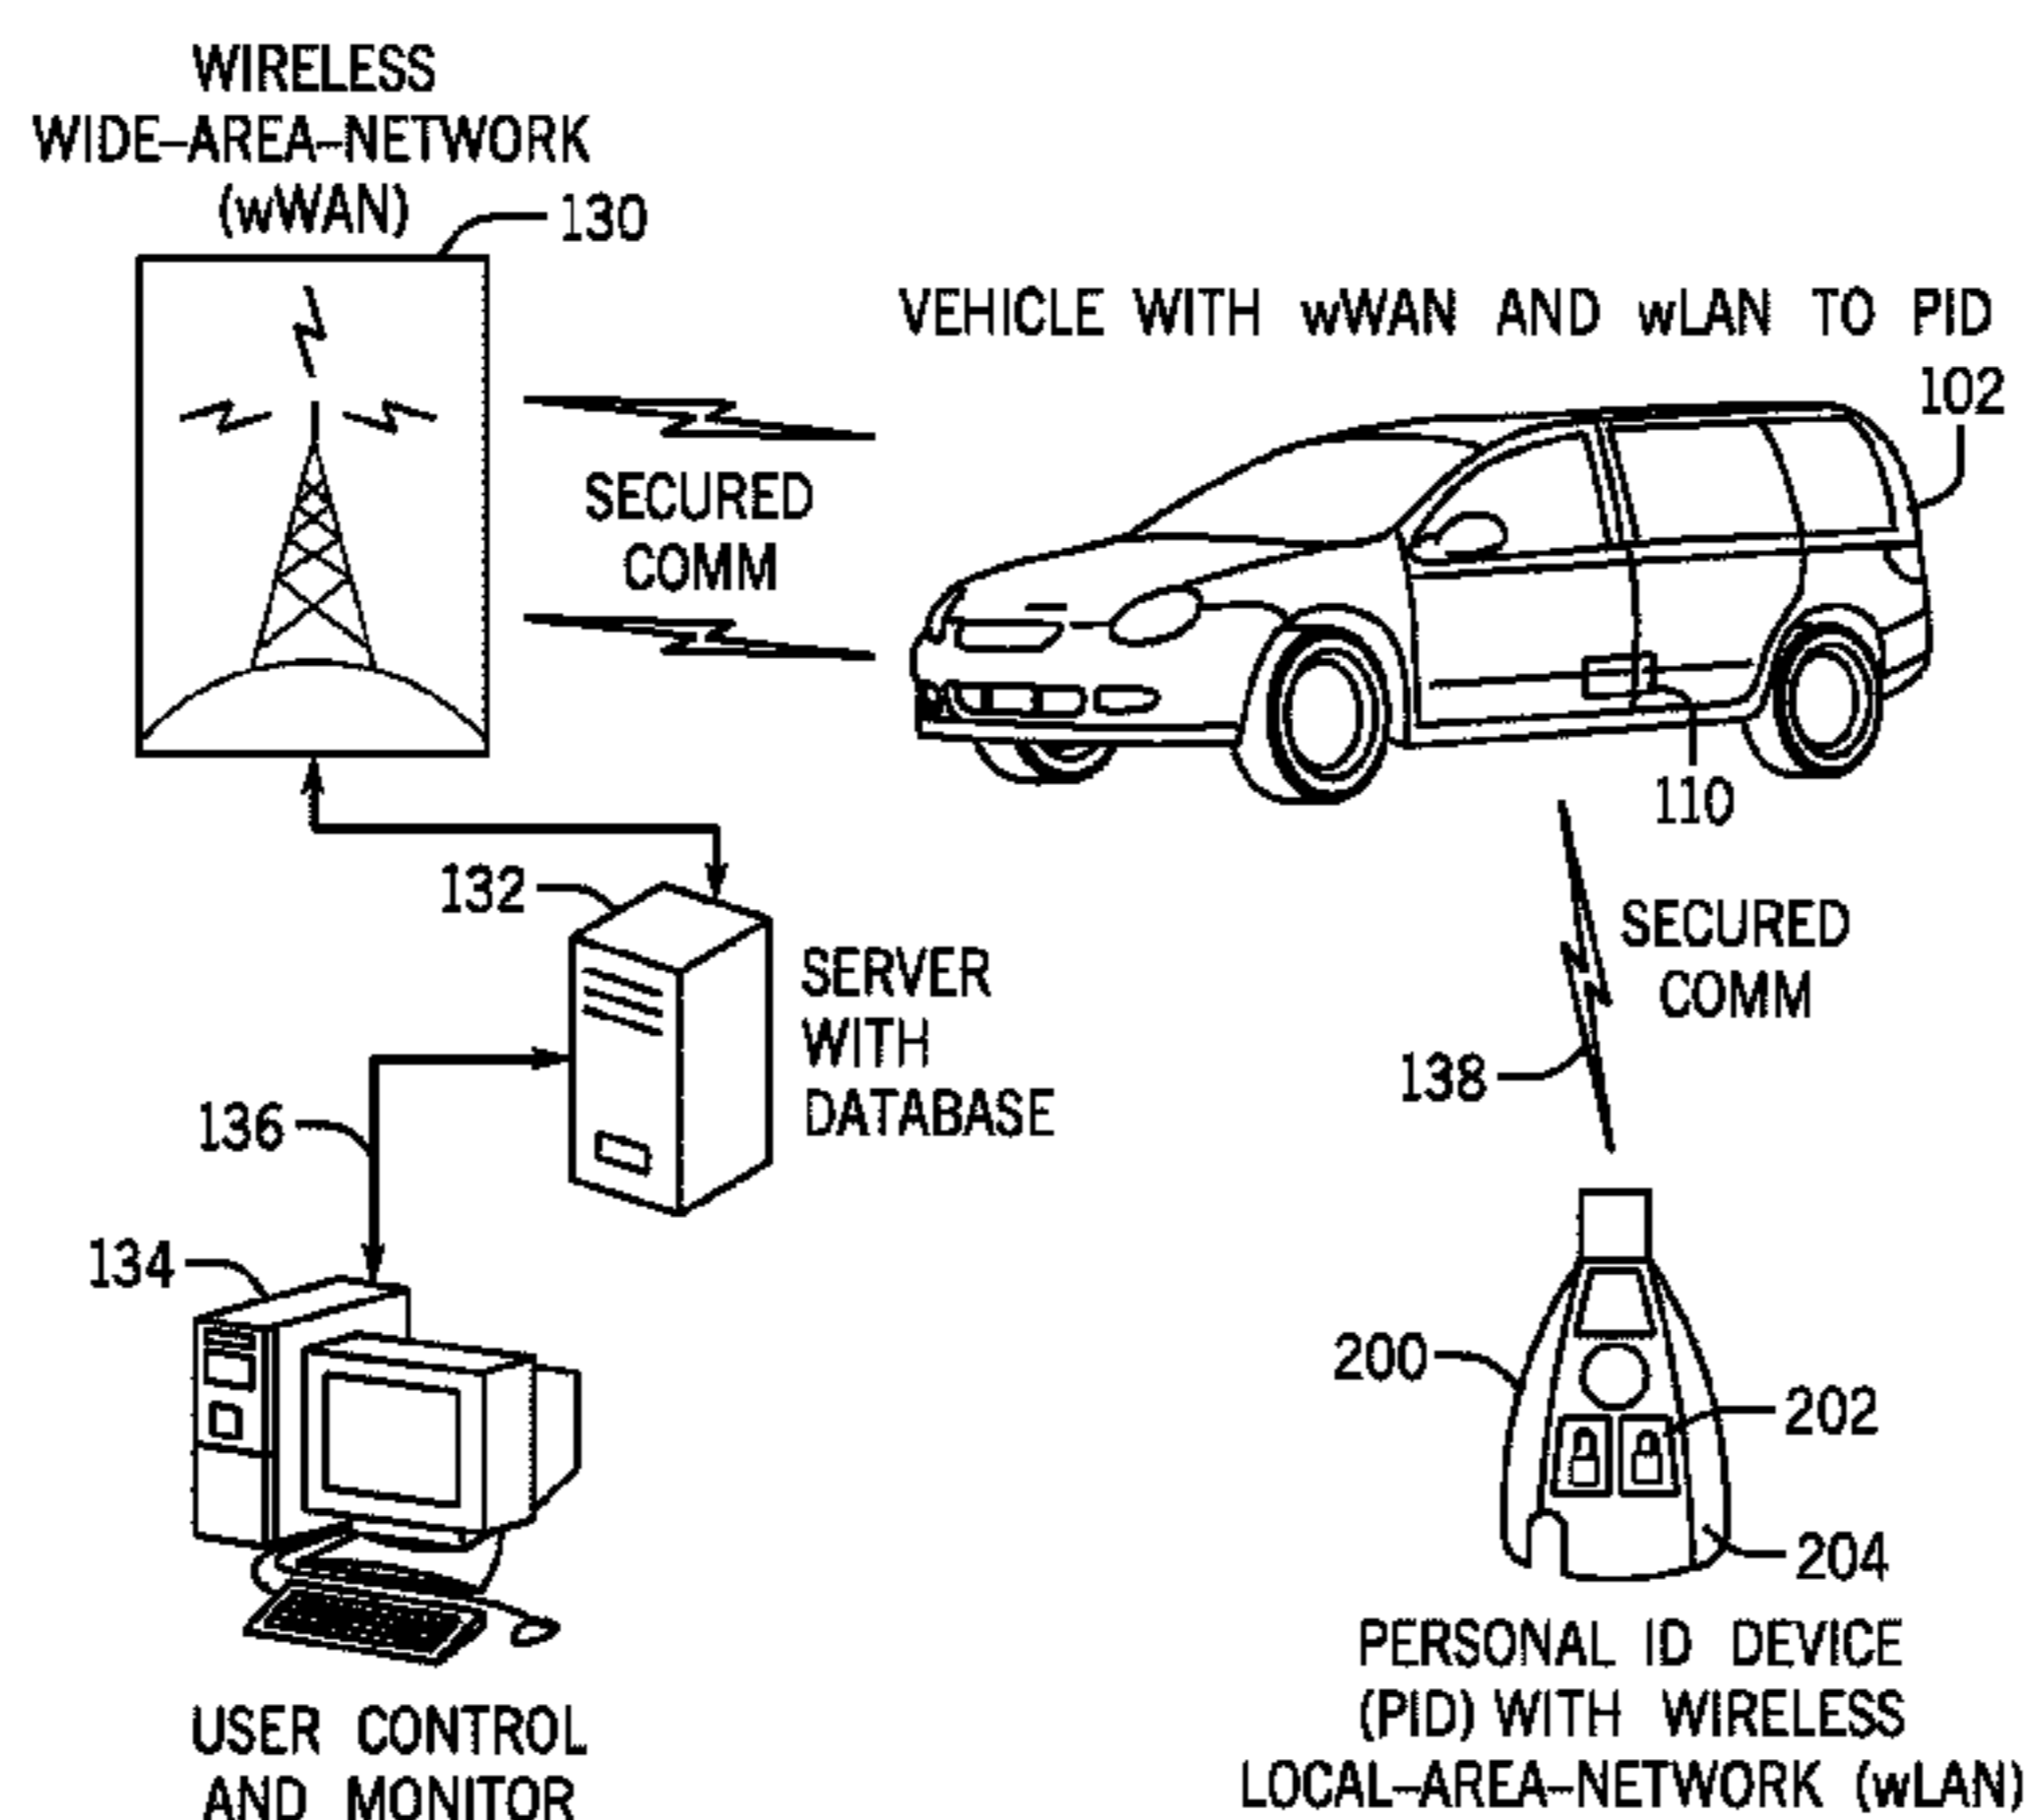 WIRELESS
WIDE-AREA-NETWORK
(wWAN)
130
VEHICLE WITH wWAN AND wLAN TO PID
102
SECURED
COMM
110
132
SERVER
WITH
DATABASE
SECURED
COMM
138
136
134
200
202
204
PERSONAL ID DEVICE
(PID) WITH WIRELESS
LOCAL-AREA-NETWORK (wLAN)
USER CONTROL
AND MONITOR